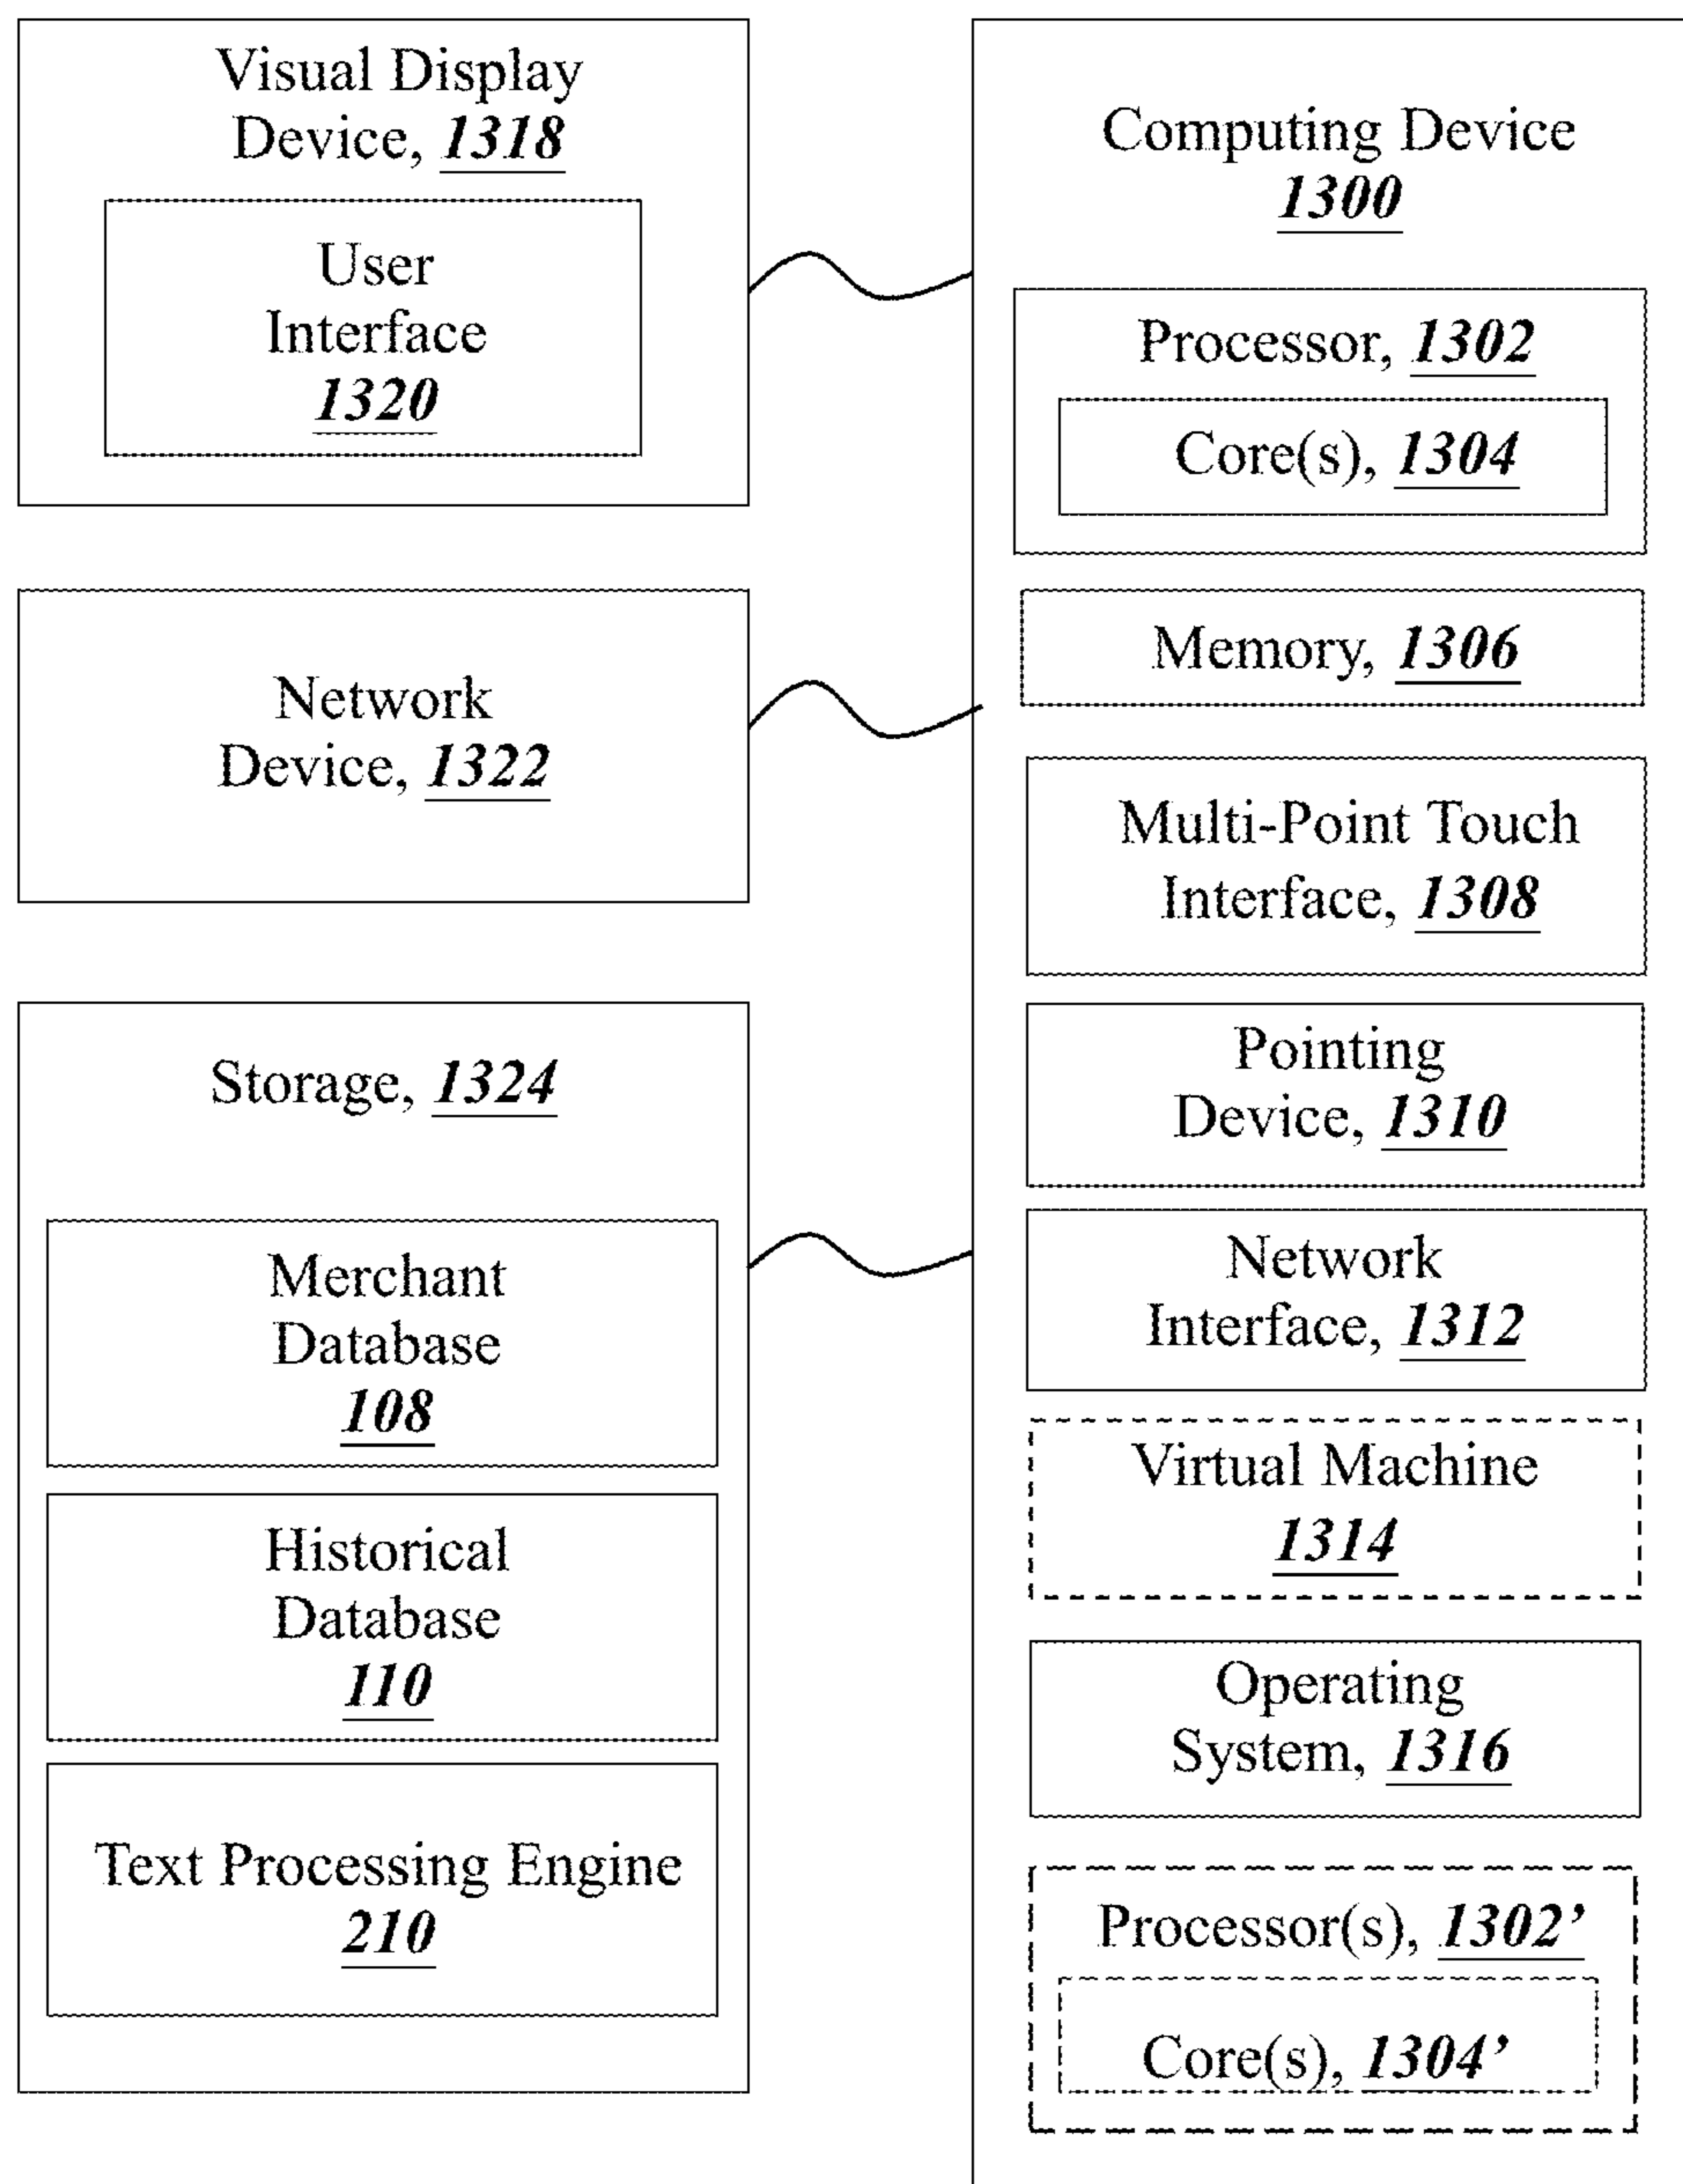 Visual Display
Device, 1318
User
Interface
1320
Network
Device, 1322
Storage, 1324
Merchant
Database
108
Historical
Database
110
Text Processing Engine
210
Computing Device
1300
Processor, 1302
Core(s), 1304
Memory, 1306
Multi-Point Touch
Interface, 1308
Pointing
Device, 1310
Network
Interface, 1312
Virtual Machine
1314
Operating
System, 1316
Processor(s), 1302’
Core(s), 1304’